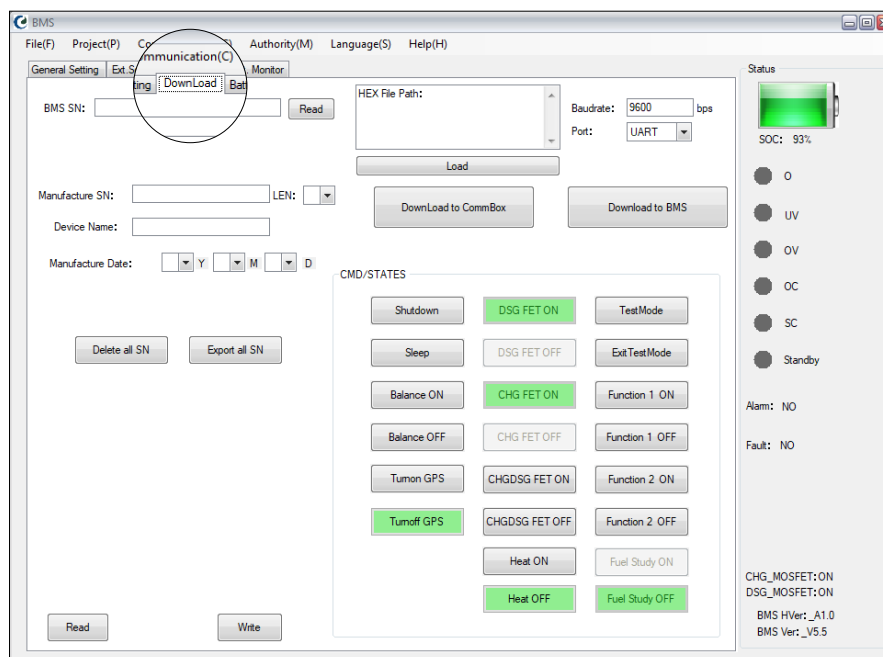 BMS
File(F) Project(P) Authority(M) Language(S) Help(H)
mmunication(C)
General Setting Monitor
DownLoad
BMS SN: Read
HEX File Path:
Baudrate: 9600 bps
Port: UART
Load
Manufacture SN: LEN:
DownLoad to CommBox Download to BMS
Device Name:
Manufacture Date: Y M D
CMD/STATES
Shutdown DSG FET ON TestMode
Delete all SN Export all SN
Sleep DSG FET OFF ExitTestMode
Balance ON CHG FET ON Function 1 ON
Balance OFF CHG FET OFF Function 1 OFF
Turnon GPS CHGDSG FET ON Function 2 ON
Turnoff GPS CHGDSG FET OFF Function 2 OFF
Heat ON Fuel Study ON
Heat OFF Fuel Study OFF
Read Write
Status
SOC: 93%
O
UV
OV
OC
SC
Standby
Alarm: NO
Fault: NO
CHG_MOSFET:ON
DSG_MOSFET:ON
BMS HVer:_A1.0
BMS Ver:_V5.5